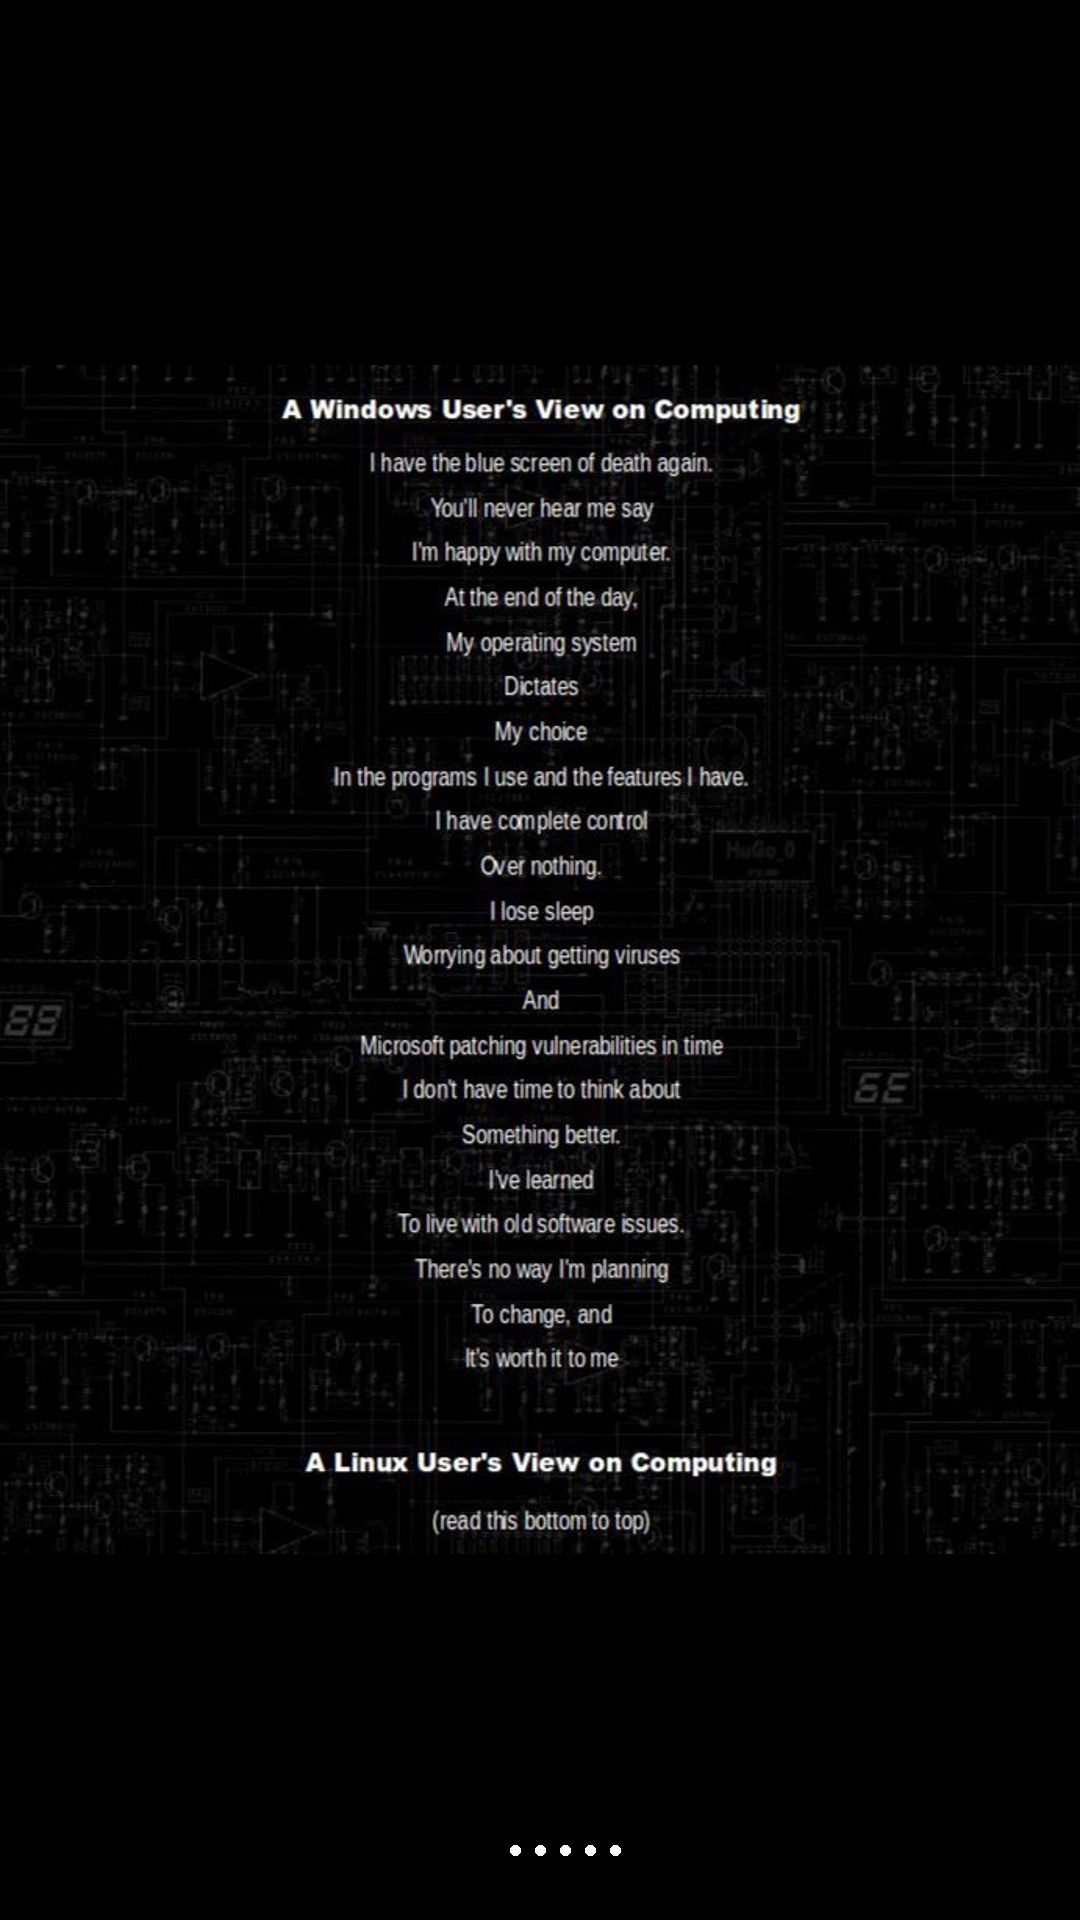 A Windows User's View on Computing
I have the blue screen of death again.
You'll never hear me say
I'm happy with my computer.
At the end of the day,
My operating system
Dictates
My choice
In the programs I use and the features I have.
I have complete control
Over nothing.
I lose sleep
Worrying about getting viruses
And
Microsoft patching vulnerabilities in time
I don't have time to think about
Something better.
I've learned
To live with old software issues.
There's no way I'm planning
To change, and
It's worth it to me
A Linux User's View on Computing
(read this bottom to top)
HuGo_0